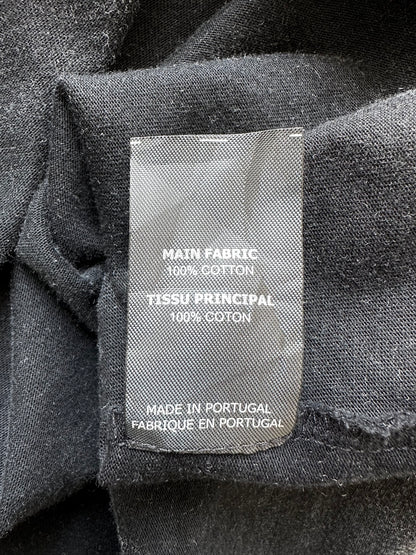 MAIN FABRIC
100% COTTON
TISSU PRINCIPAL
100% COTON
MADE IN PORTUGAL
FABRIQUE EN PORTUGAL